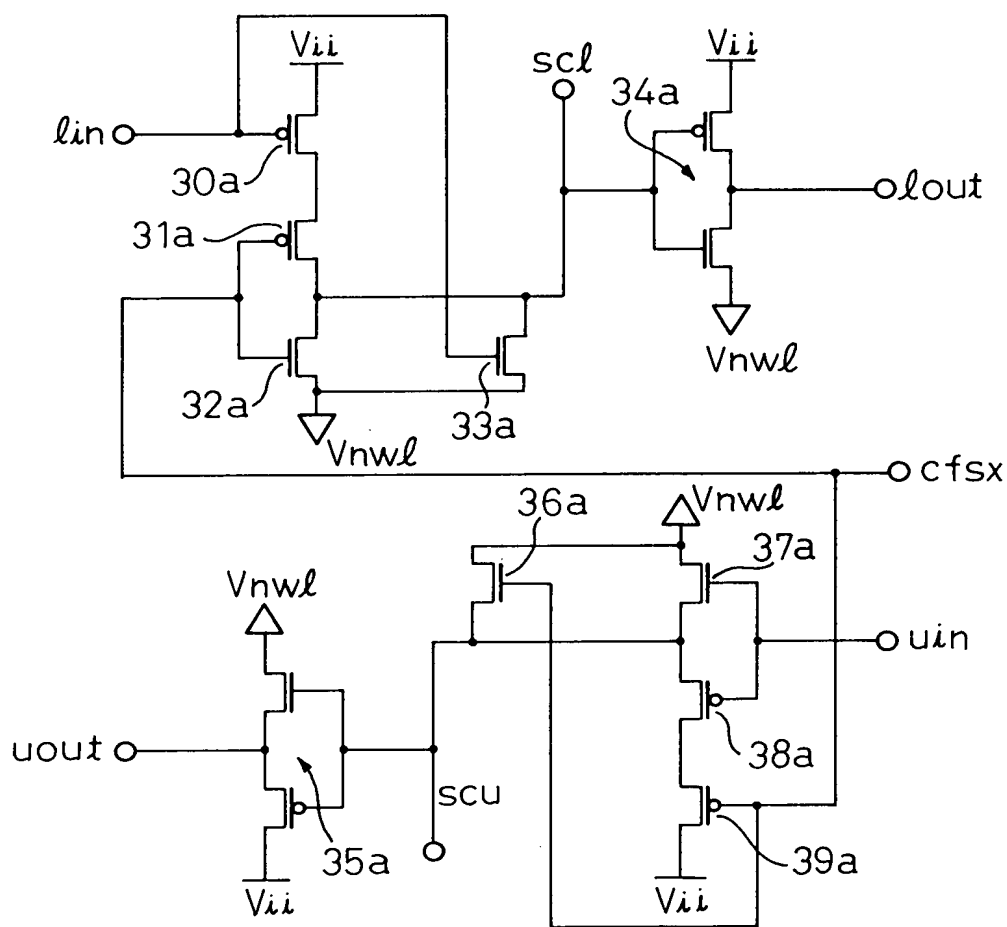 Vii
scl
Vii
34a
lin
30a
lout
31a
Vnwl
32a
33a
Vnwl
cfsx
36a
Vnwl
37a
Vnwl
uin
uout
38a
scu
35a
39a
Vii
Vii